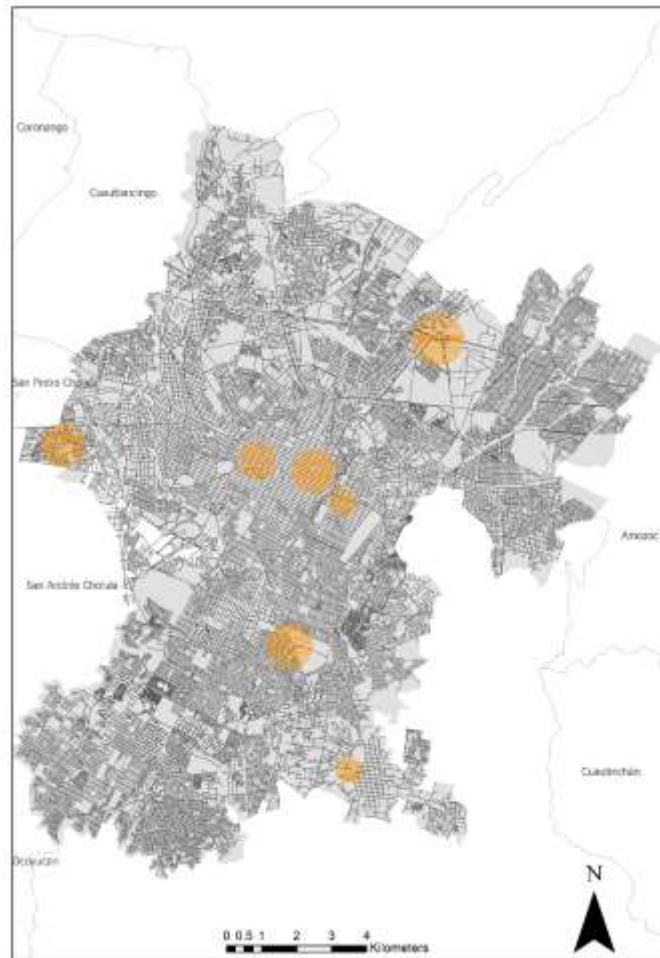 Coronango
Cuautlancingo
San Pedro Cholula
Amozoc
San Andrés Cholula
Cuautinchán
Ocoyucan
N
0 0.5 1 2 3 4
Kilometers